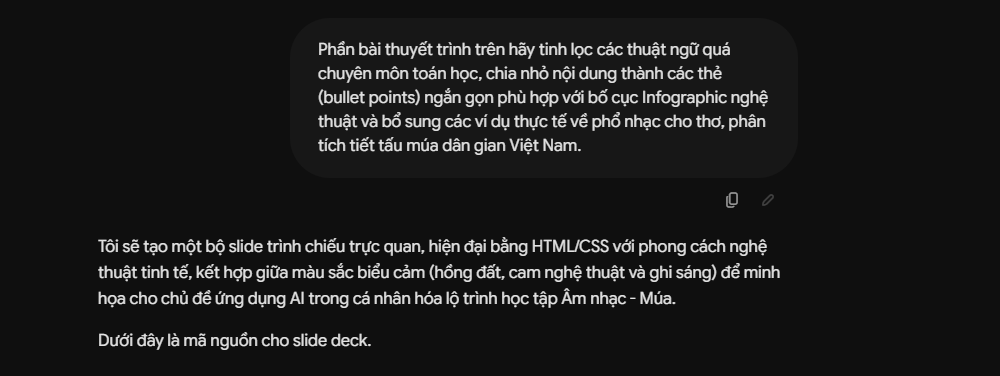 Phần bài thuyết trình trên hãy tinh lọc các thuật ngữ quá
chuyên môn toán học, chia nhỏ nội dung thành các thẻ
(bullet points) ngắn gọn phù hợp với bố cục Infographic nghệ
thuật và bổ sung các ví dụ thực tế về phổ nhạc cho thơ, phân
tích tiết tấu múa dân gian Việt Nam.
Tôi sẽ tạo một bộ slide trình chiếu trực quan, hiện đại bằng HTML/CSS với phong cách nghệ
thuật tinh tế, kết hợp giữa màu sắc biểu cảm (hồng đất, cam nghệ thuật và ghi sáng) để minh
họa cho chủ đề ứng dụng AI trong cá nhân hóa lộ trình học tập Âm nhạc - Múa.
Dưới đây là mã nguồn cho slide deck.